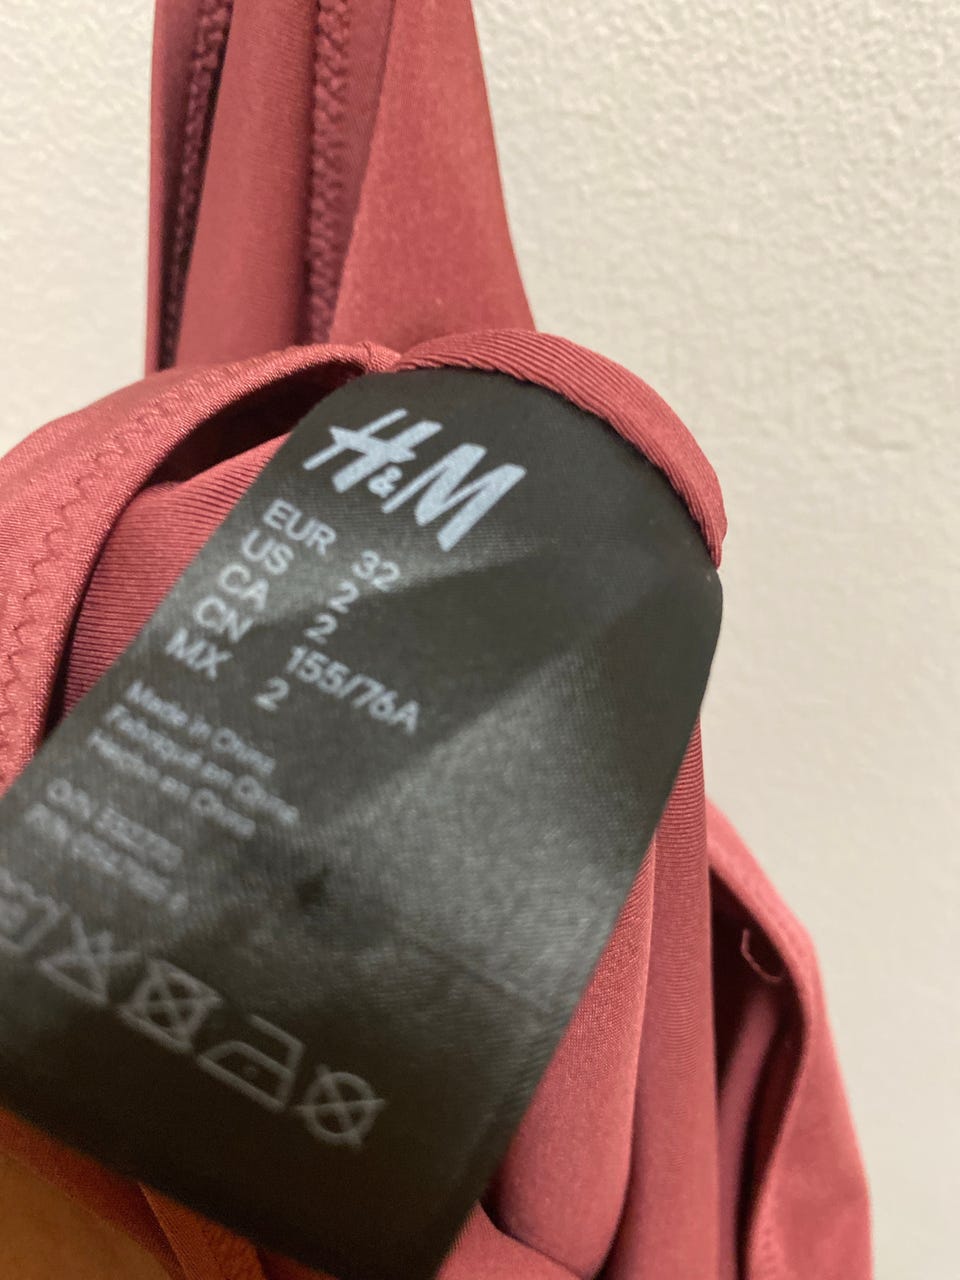 H&M
EUR 32
US 2
CA 2
CN 155/76A
MX 2
Made in China
Fabriqué en Chine
Hecho en China